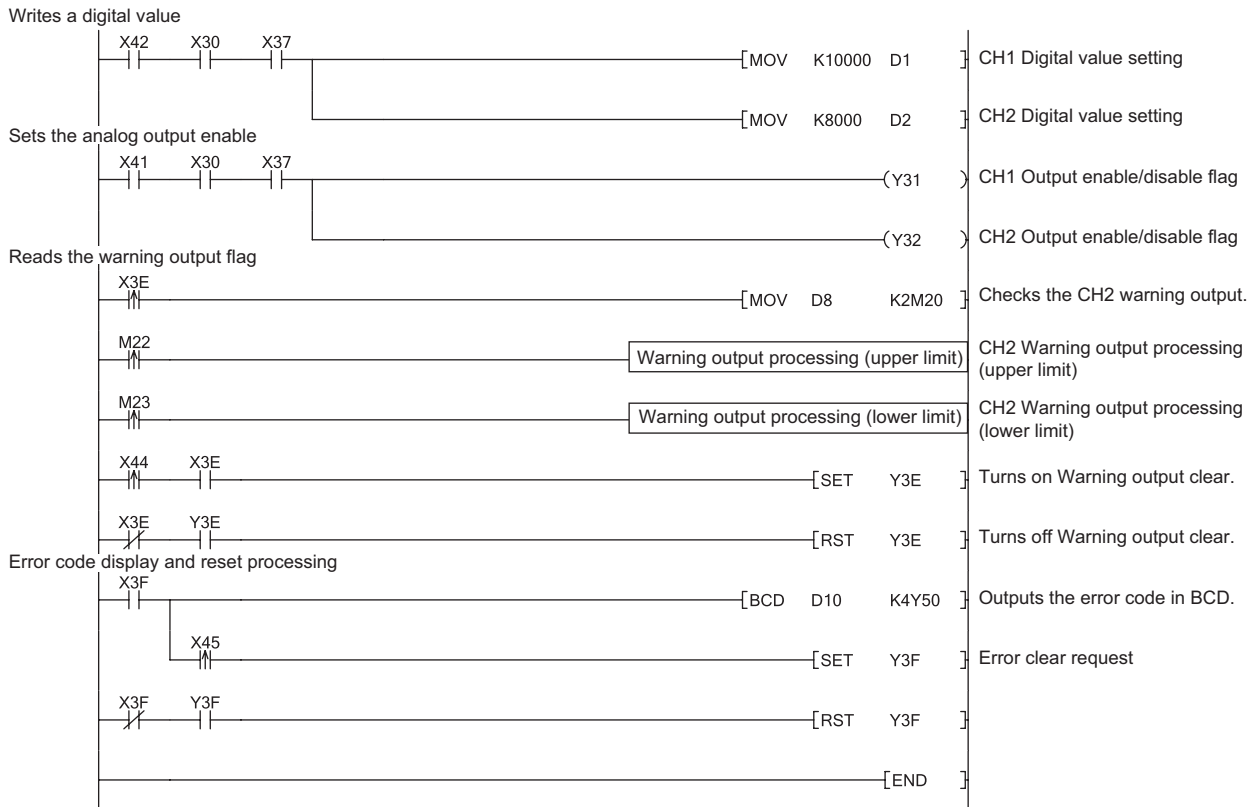 Writes a digital value
X42 X30 X37
MOV K10000 D1 CH1 Digital value setting
MOV K8000 D2 CH2 Digital value setting
Sets the analog output enable
X41 X30 X37
Y31 CH1 Output enable/disable flag
Y32 CH2 Output enable/disable flag
Reads the warning output flag
X3E
MOV D8 K2M20 Checks the CH2 warning output.
M22
Warning output processing (upper limit) CH2 Warning output processing
(upper limit)
M23
Warning output processing (lower limit) CH2 Warning output processing
(lower limit)
X44 X3E
SET Y3E Turns on Warning output clear.
X3E Y3E
RST Y3E Turns off Warning output clear.
Error code display and reset processing
X3F
BCD D10 K4Y50 Outputs the error code in BCD.
X45
SET Y3F Error clear request
X3F Y3F
RST Y3F
END